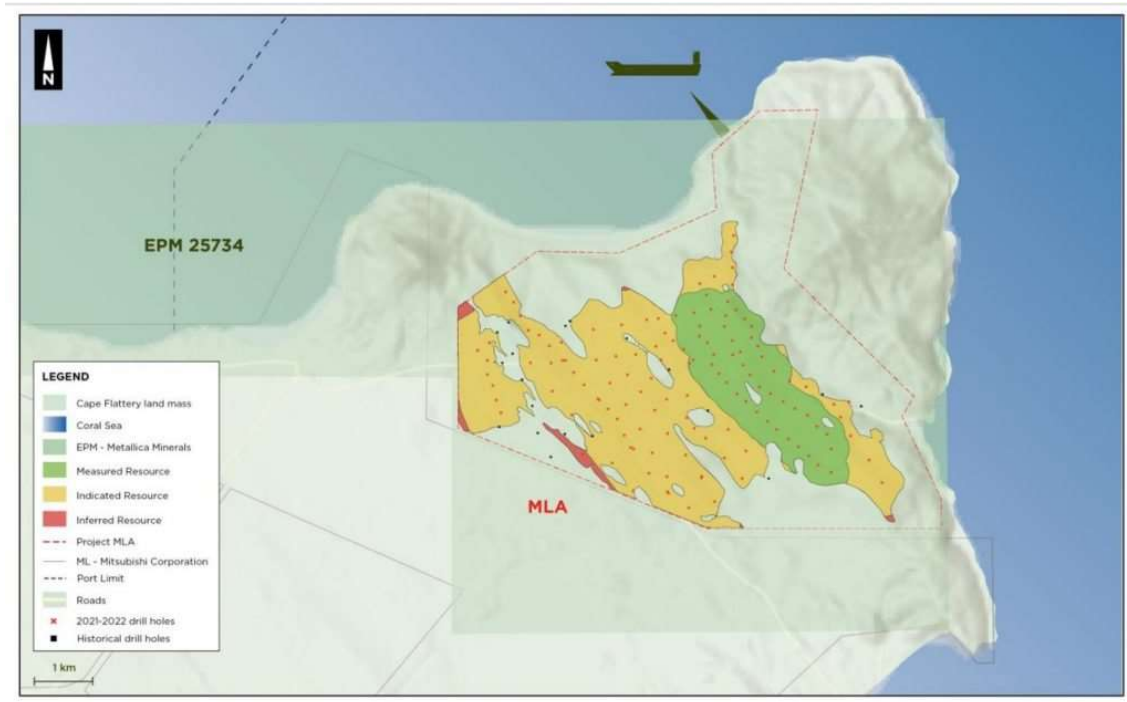 N
EPM 25734
MLA
LEGEND
Cape Flattery land mass
Coral Sea
EPM - Metallica Minerals
Measured Resource
Indicated Resource
Inferred Resource
Project MLA
ML - Mitsubishi Corporation
Port Limit
Roads
2021-2022 drill holes
Historical drill holes
1 km